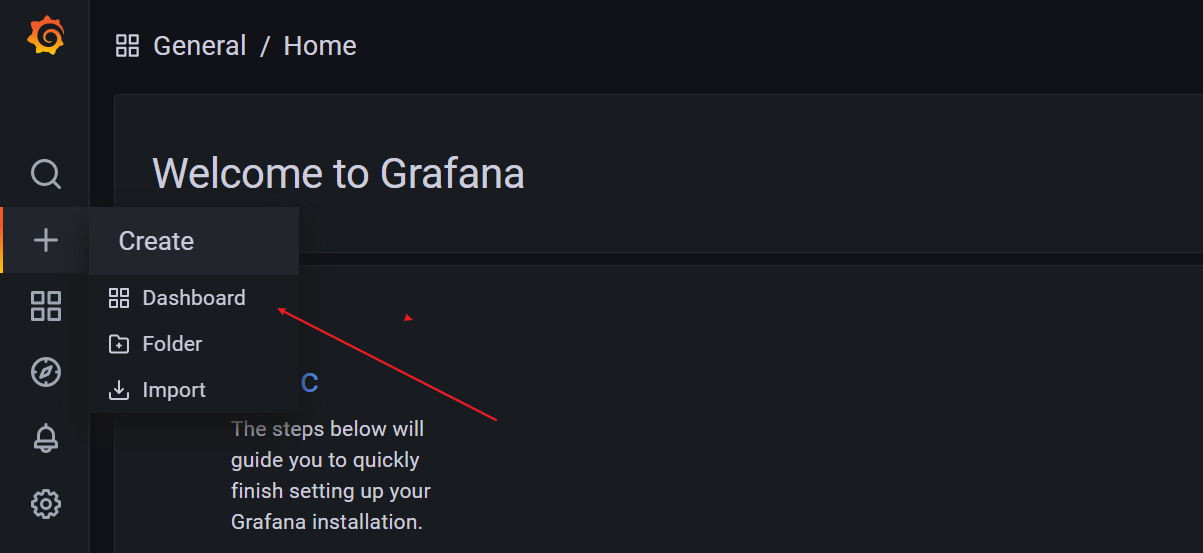 General / Home
Welcome to Grafana
Create
Dashboard
Folder
Import
C
The steps below will
guide you to quickly
finish setting up your
Grafana installation.